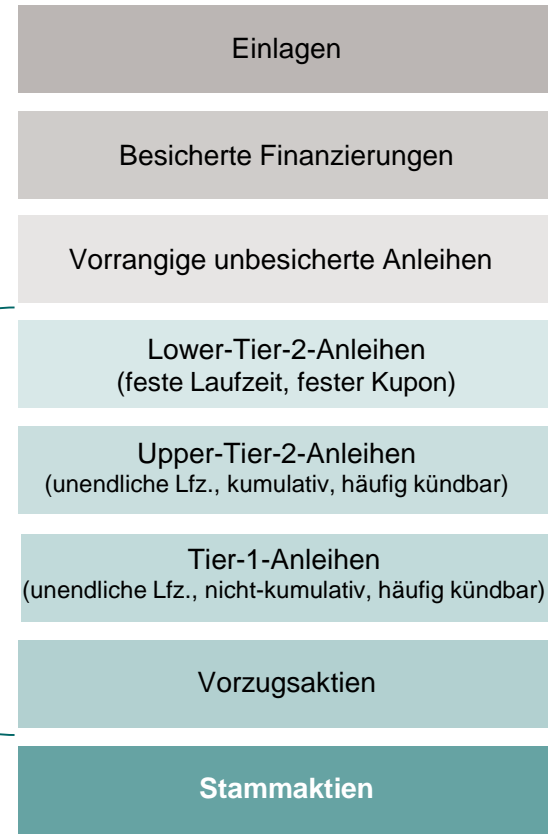 Einlagen
Besicherte Finanzierungen
Vorrangige unbesicherte Anleihen
Lower-Tier-2-Anleihen
(feste Laufzeit, fester Kupon)
Upper-Tier-2-Anleihen
(unendliche Lfz., kumulativ, häufig kündbar)
Tier-1-Anleihen
(unendliche Lfz., nicht-kumulativ, häufig kündbar)
Vorzugsaktien
Stammaktien